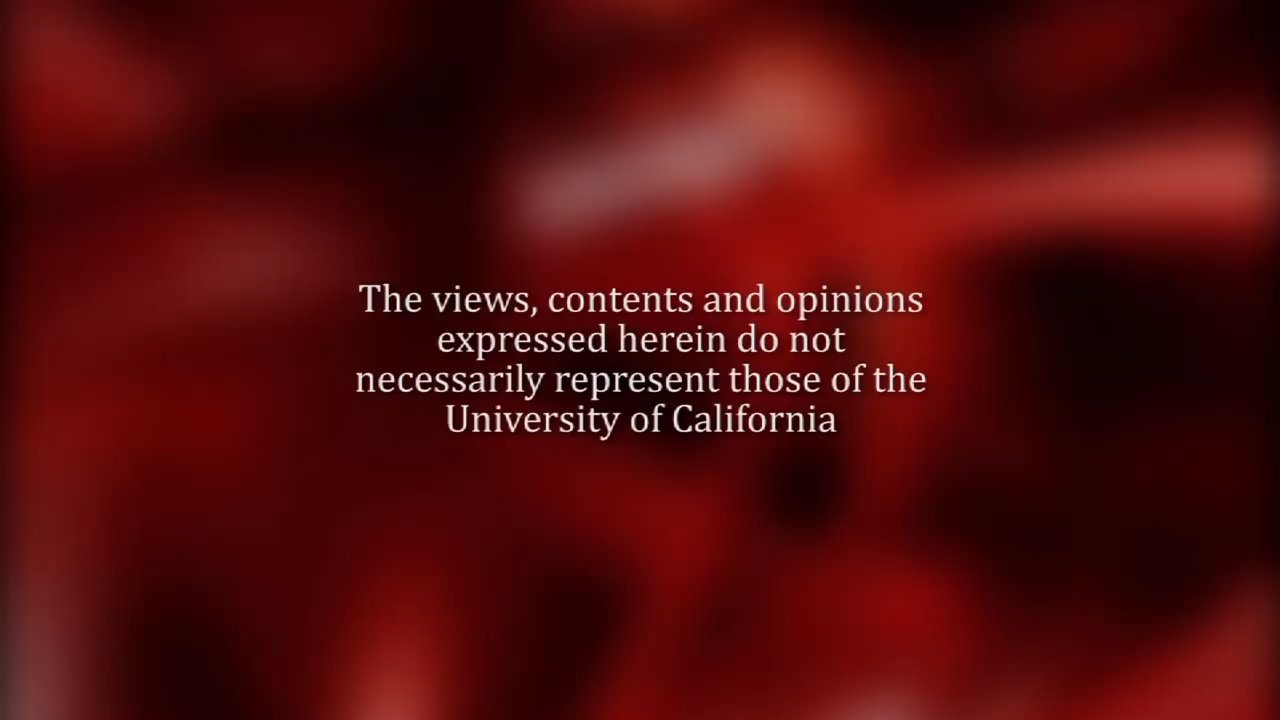 The views, contents and opinions
expressed herein do not
necessarily represent those of the
University of California